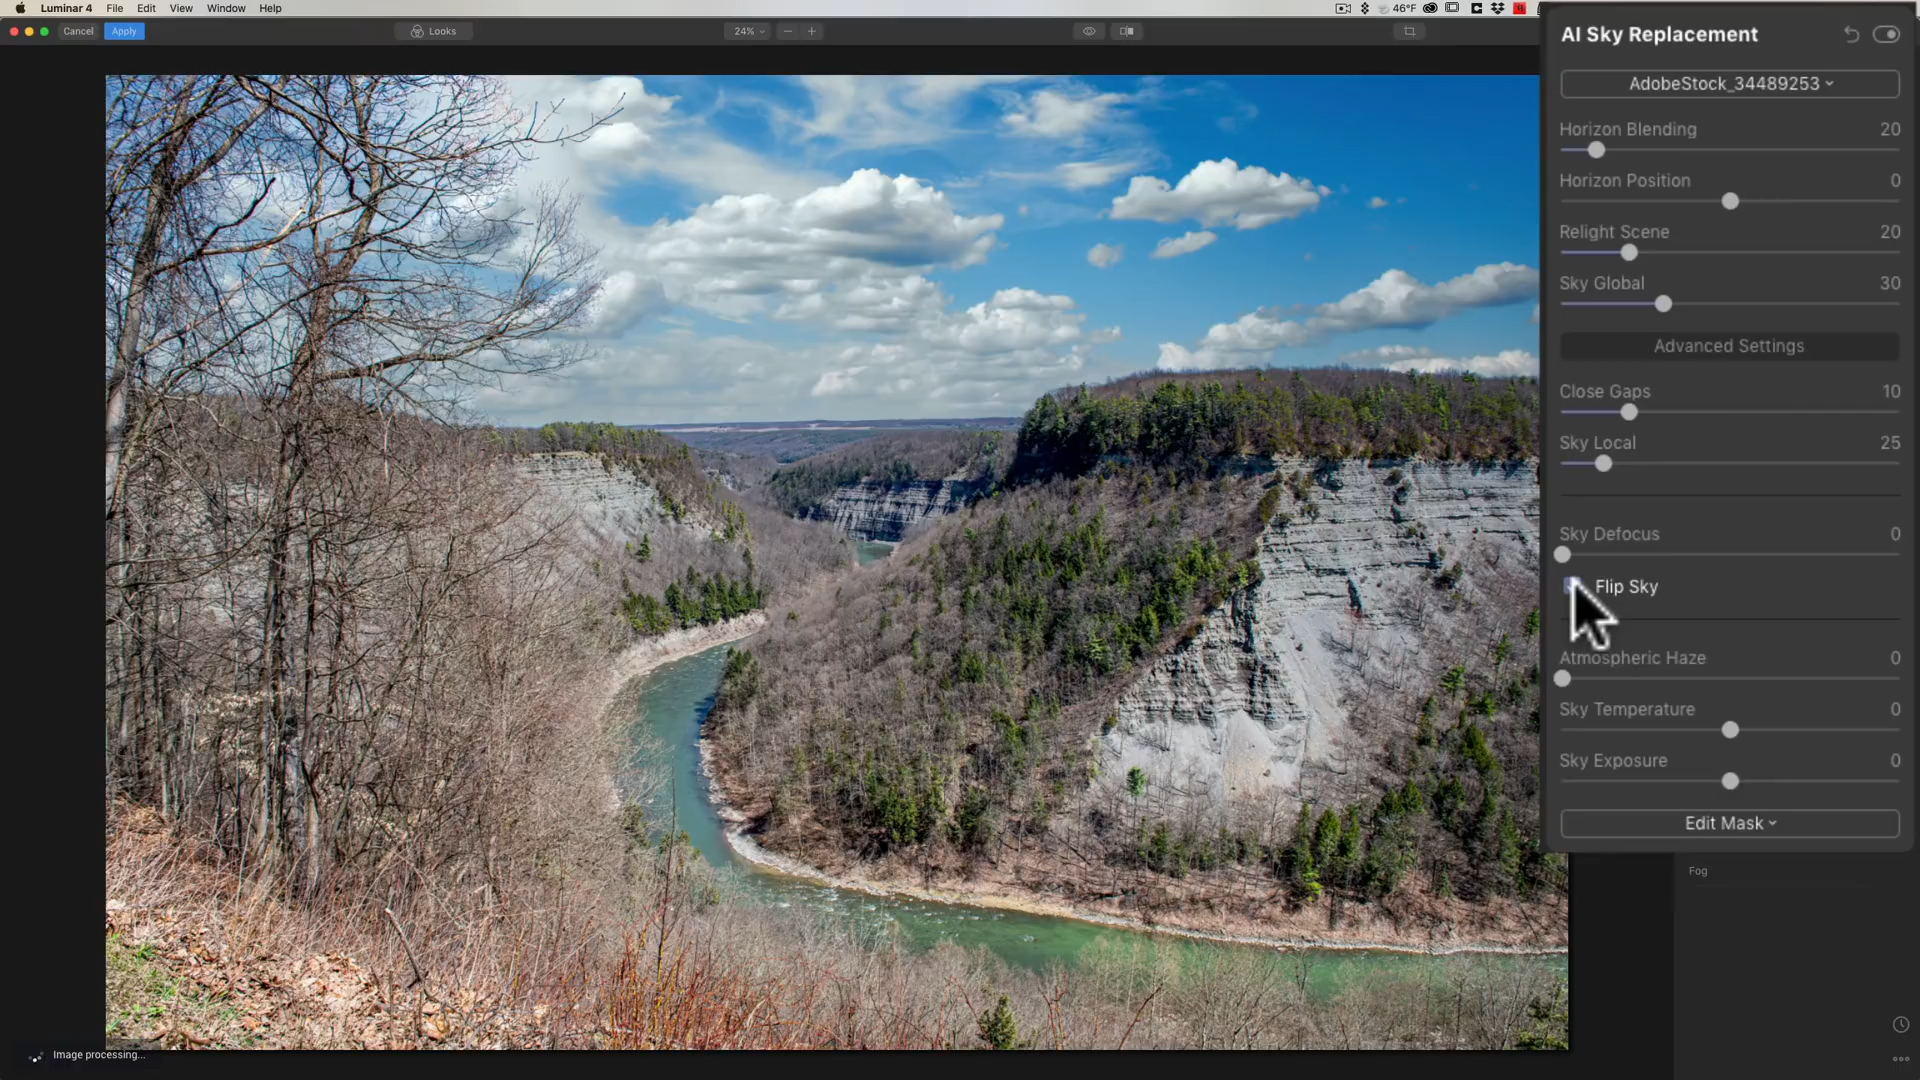 Luminar 4 File Edit View Window Help 46°F
Cancel Apply Looks 24%
AI Sky Replacement
AdobeStock_34489253
Horizon Blending 20
Horizon Position 0
Relight Scene 20
Sky Global 30
Advanced Settings
Close Gaps 10
Sky Local 25
Sky Defocus 0
Flip Sky
Atmospheric Haze 0
Sky Temperature 0
Sky Exposure 0
Edit Mask
Fog
Image processing...